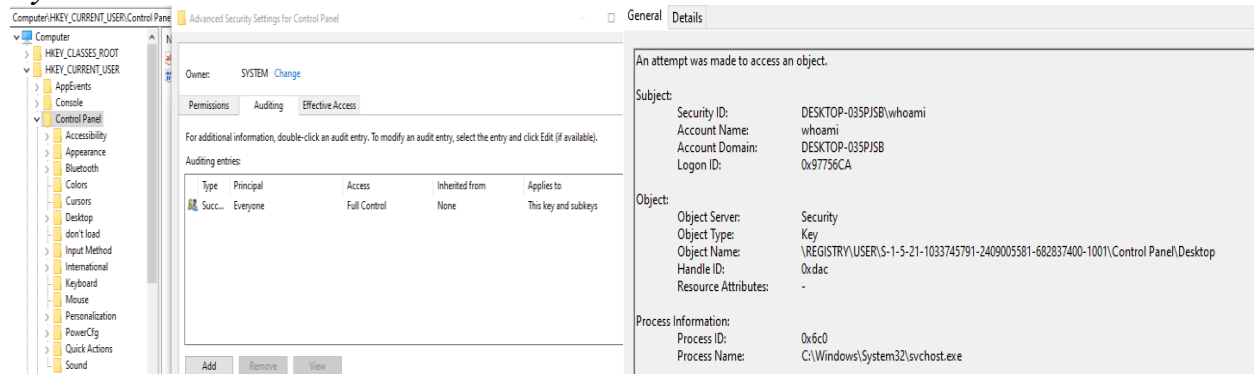 Computer\HKEY_CURRENT_USER\Control Pane
Computer
HKEY_CLASSES_ROOT
HKEY_CURRENT_USER
AppEvents
Console
Control Panel
Accessibility
Appearance
Bluetooth
Colors
Cursors
Desktop
don't load
Input Method
International
Keyboard
Mouse
Personalization
PowerCfg
Quick Actions
Sound
N
Advanced Security Settings for Control Panel
Owner: SYSTEM Change
Permissions Auditing Effective Access
For additional information, double-click an audit entry. To modify an audit entry, select the entry and click Edit (if available).
Auditing entries:
Type Principal Access Inherited from Applies to
Succ... Everyone Full Control None This key and subkeys
Add Remove View
General Details
An attempt was made to access an object.
Subject:
Security ID: DESKTOP-035PJSB\whoami
Account Name: whoami
Account Domain: DESKTOP-035PJSB
Logon ID: 0x97756CA
Object:
Object Server: Security
Object Type: Key
Object Name: \REGISTRY\USER\S-1-5-21-1033745791-2409005581-682837400-1001\Control Panel\Desktop
Handle ID: 0xdac
Resource Attributes: -
Process Information:
Process ID: 0x6c0
Process Name: C:\Windows\System32\svchost.exe